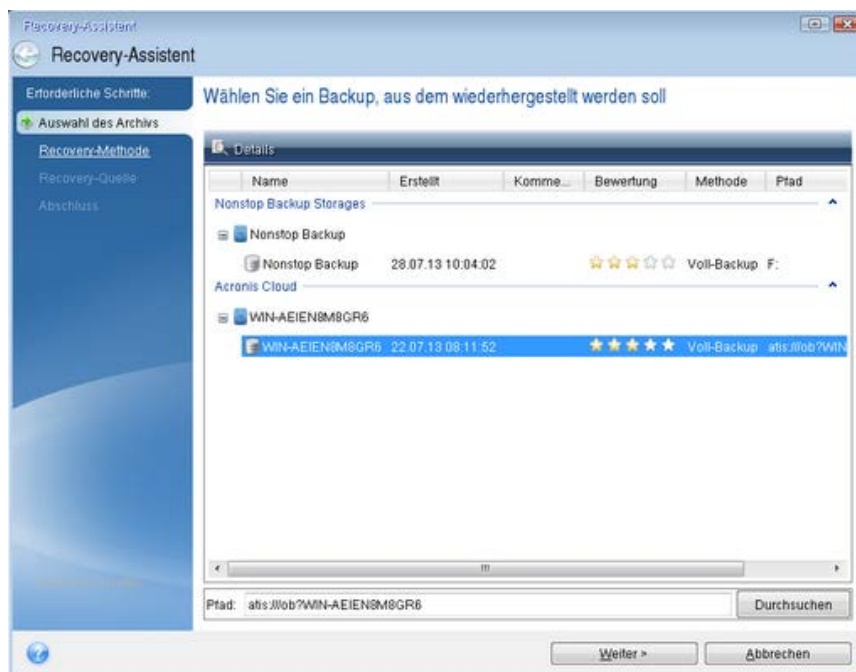 Recovery-Assistent
Recovery-Assistent
Erforderliche Schritte:
Auswahl des Archivs
Recovery-Methode
Recovery-Quelle
Abschluss
Wählen Sie ein Backup, aus dem wiederhergestellt werden soll
Details
Name Erstellt Komme... Bewertung Methode Pfad
Nonstop Backup Storages
Nonstop Backup
Nonstop Backup 28.07.13 10:04:02 Voll-Backup F:
Acronis Cloud
WIN-AEIEN8M8GR6
WIN-AEIEN8M8GR6 22.07.13 08:11:52 Voll-Backup atis:///ob?WIN
Pfad: atis:///ob?WIN-AEIEN8M8GR6
Durchsuchen
Weiter >
Abbrechen